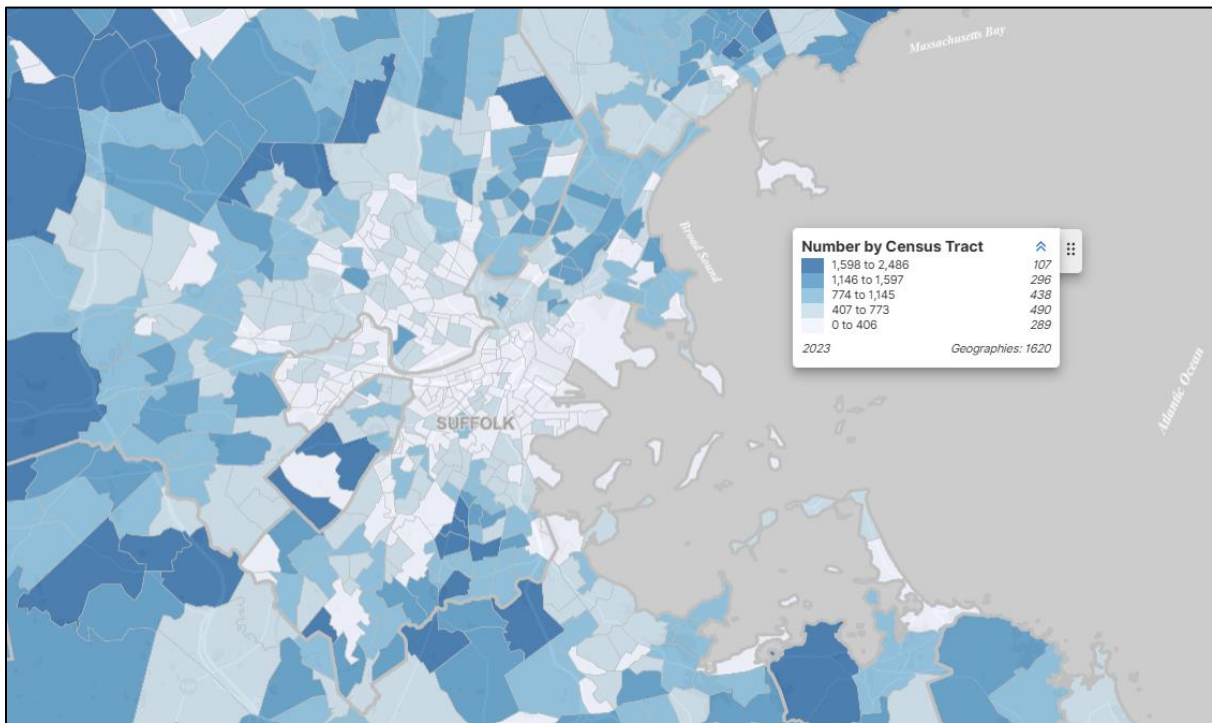 Massachusetts Bay
Broad Sound
Number by Census Tract
1,598 to 2,486 107
1,146 to 1,597 296
774 to 1,145 438
407 to 773 490
0 to 406 289
2023 Geographies: 1620
Atlantic Ocean
SUFFOLK